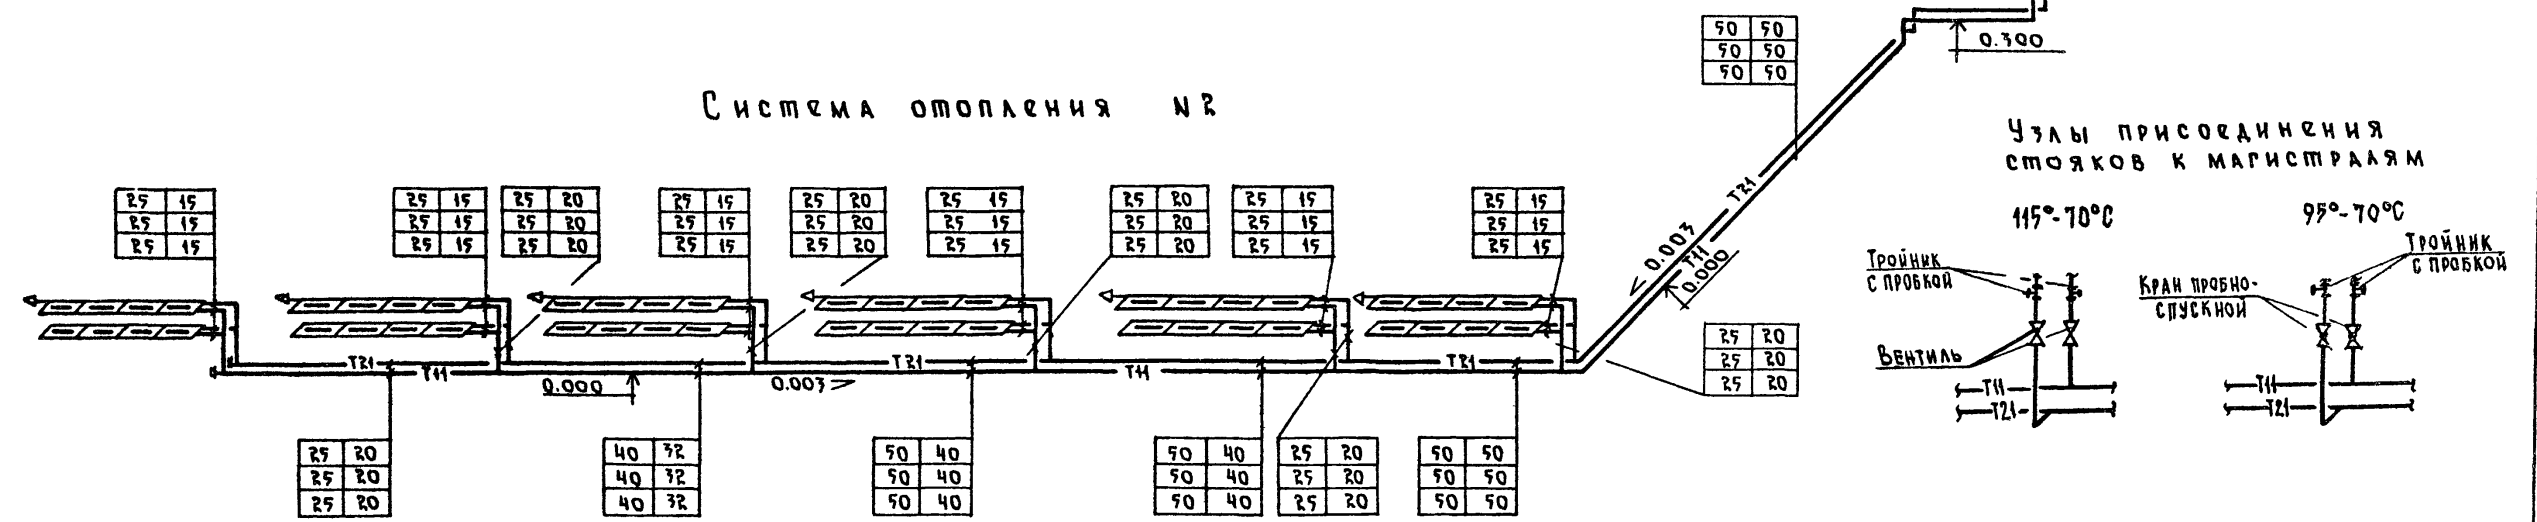 50 50
50 50
50 50
0.300
Система отопления N2
Узлы присоединения
стояков к магистралям
115°-70°С
95°-70°С
25 15
25 15
25 15
25 15
25 15
25 15
25 20
25 20
25 20
25 15
25 15
25 15
25 20
25 20
25 20
25 15
25 15
25 15
25 20
25 20
25 20
25 15
25 15
25 15
25 15
25 15
25 15
Т21
0.003
Т11
0.000
Тройник
с пробкой
Вентиль
Т11
Т21
Кран пробно-
спускной
Тройник
с пробкой
Т11
Т21
25 20
25 20
25 20
Т21
Т11
0.000
0.003
Т21
Т11
Т21
25 20
25 20
25 20
40 32
40 32
40 32
50 40
50 40
50 40
50 40
50 40
50 40
25 20
25 20
25 20
50 50
50 50
50 50